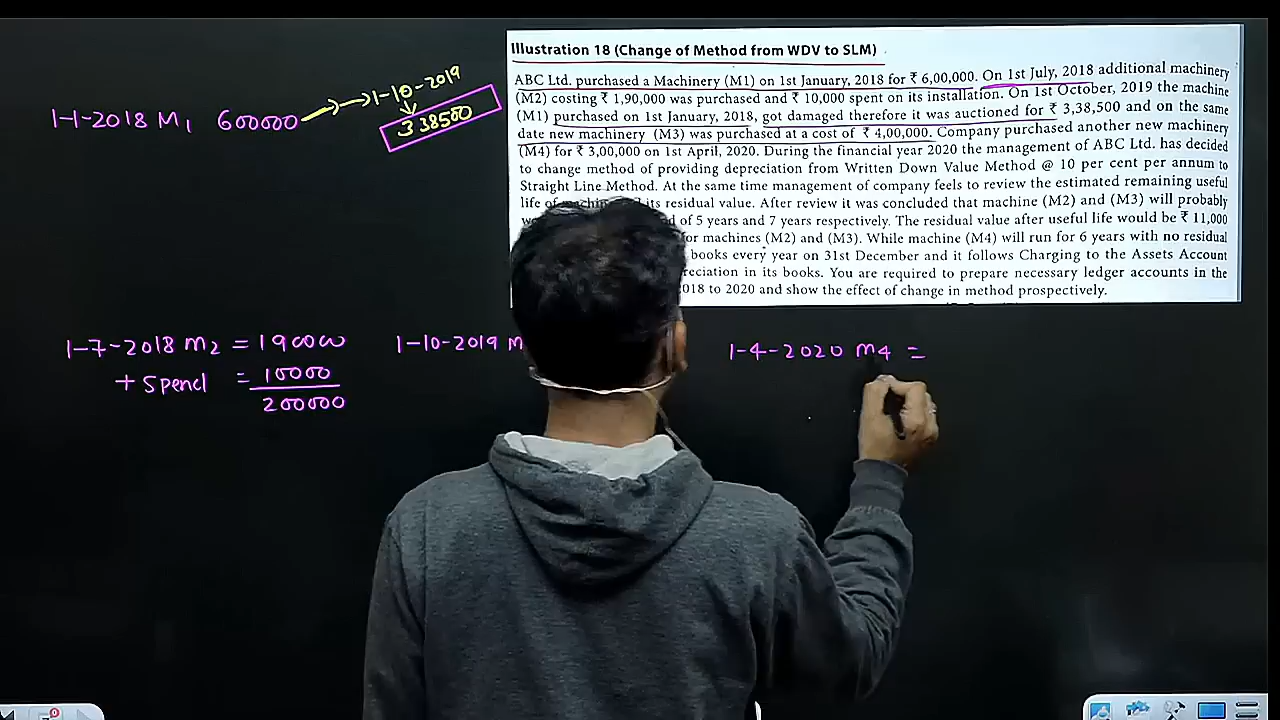 Illustration 18 (Change of Method from WDV to SLM)
ABC Ltd. purchased a Machinery (M1) on 1st January, 2018 for ₹ 6,00,000. On 1st July, 2018 additional machinery
(M2) costing ₹ 1,90,000 was purchased and ₹ 10,000 spent on its installation. On 1st October, 2019 the machine
(M1) purchased on 1st January, 2018, got damaged therefore it was auctioned for ₹ 3,38,500 and on the same
date new machinery (M3) was purchased at a cost of ₹ 4,00,000. Company purchased another new machinery
(M4) for ₹ 3,00,000 on 1st April, 2020. During the financial year 2020 the management of ABC Ltd. has decided
to change method of providing depreciation from Written Down Value Method @ 10 per cent per annum to
Straight Line Method. At the same time management of company feels to review the estimated remaining useful
life of its residual value. After review it was concluded that machine (M2) and (M3) will probably
of 5 years and 7 years respectively. The residual value after useful life would be ₹ 11,000
for machines (M2) and (M3). While machine (M4) will run for 6 years with no residual
books every year on 31st December and it follows Charging to the Assets Account
in its books. You are required to prepare necessary ledger accounts in the
to 2020 and show the effect of change in method prospectively.
1-1-2018 M1 600000 1-10-2019
338500
1-7-2018 M2 = 190000
+ Spend = 10000
200000
1-10-2019 M
1-4-2020 M4 =